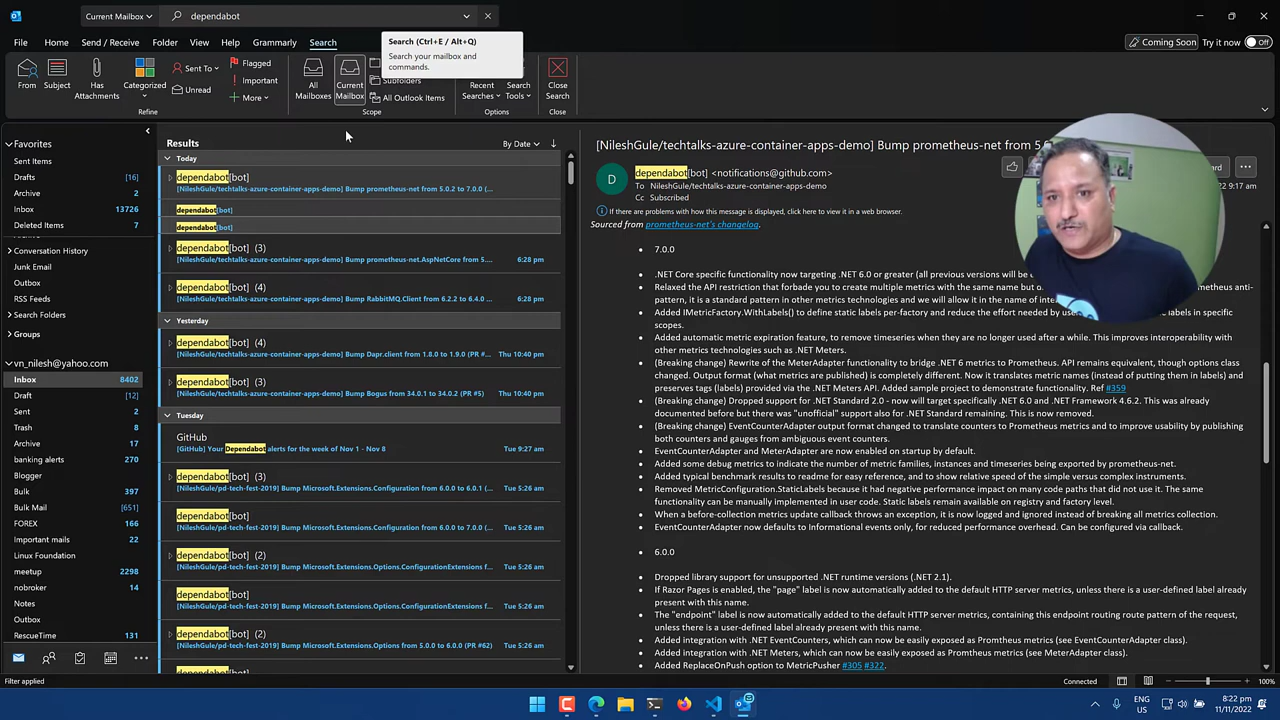 Current Mailbox
dependabot
Search (Ctrl+E / Alt+Q)
Search your mailbox and
commands.
File
Home
Send / Receive
Folder
View
Help
Grammarly
Search
Coming Soon
Try it now
Off
From
Subject
Has
Attachments
Categorized
Sent To
Unread
Flagged
Important
More
Refine
All
Mailboxes
Current
Mailbox
Subfolders
All Outlook Items
Scope
Recent
Searches
Search
Tools
Options
Close
Search
Close
Favorites
Sent Items
Drafts [16]
Archive 2
Inbox 13726
Deleted Items 7
Conversation History
Junk Email
Outbox
RSS Feeds
Search Folders
Groups
vn_nilesh@yahoo.com
Inbox 8402
Draft [12]
Sent 2
Trash 8
Archive 17
banking alerts 270
Blogger
Bulk 397
Bulk Mail [651]
FOREX 166
Important mails 22
Linux Foundation
meetup 2298
nobroker 14
Notes
Outbox
RescueTime 131
Results
By Date
Today
dependabot[bot]
[NileshGule/techtalks-azure-container-apps-demo] Bump prometheus-net from 5.0.2 to 7.0.0 (...
dependabot[bot]
dependabot[bot]
dependabot[bot] (3)
[NileshGule/techtalks-azure-container-apps-demo] Bump prometheus-net.AspNetCore from 5.... 6:28 pm
dependabot[bot] (4)
[NileshGule/techtalks-azure-container-apps-demo] Bump RabbitMQ.Client from 6.2.2 to 6.4.0 ... 6:28 pm
Yesterday
dependabot[bot] (4)
[NileshGule/techtalks-azure-container-apps-demo] Bump Dapr.client from 1.8.0 to 1.9.0 (PR #... Thu 10:40 pm
dependabot[bot] (3)
[NileshGule/techtalks-azure-container-apps-demo] Bump Bogus from 34.0.1 to 34.0.2 (PR #5) Thu 10:40 pm
Tuesday
GitHub
[GitHub] Your Dependabot alerts for the week of Nov 1 - Nov 8 Tue 9:27 am
dependabot[bot] (3)
[NileshGule/pd-tech-fest-2019] Bump Microsoft.Extensions.Configuration from 6.0.0 to 6.0.1 (... Tue 5:26 am
dependabot[bot]
[NileshGule/pd-tech-fest-2019] Bump Microsoft.Extensions.Configuration from 6.0.0 to 7.0.0 (... Tue 5:26 am
dependabot[bot] (2)
[NileshGule/pd-tech-fest-2019] Bump Microsoft.Extensions.Options.ConfigurationExtensions f... Tue 5:26 am
dependabot[bot]
[NileshGule/pd-tech-fest-2019] Bump Microsoft.Extensions.Options.ConfigurationExtensions f... Tue 5:26 am
dependabot[bot] (2)
[NileshGule/pd-tech-fest-2019] Bump Microsoft.Extensions.Options from 5.0.0 to 6.0.0 (PR #62) Tue 5:26 am
dependabot[bot]
[NileshGule/techtalks-azure-container-apps-demo] Bump prometheus-net from 5.0
D
dependabot[bot] <notifications@github.com>
To NileshGule/techtalks-azure-container-apps-demo
Cc Subscribed
9:17 am
If there are problems with how this message is displayed, click here to view it in a web browser.
Sourced from prometheus-net's changelog.
7.0.0
.NET Core specific functionality now targeting .NET 6.0 or greater (all previous versions will be
Relaxed the API restriction that forbade you to create multiple metrics with the same name but
pattern, it is a standard pattern in other metrics technologies and we will allow it in the name of
Added IMetricFactory.WithLabels() to define static labels per-factory and reduce the effort needed by labels in specific
scopes.
Added automatic metric expiration feature, to remove timeseries when they are no longer used after a while. This improves interoperability
with other metrics technologies such as .NET Meters.
(Breaking change) Rewrite of the MeterAdapter functionality to bridge .NET 6 metrics to Prometheus. API remains equivalent, though options class
changed. Output format (what metrics are published) is completely different. Now it translates metric names (instead of putting them in labels) and
preserves tags (labels) provided via the .NET Meters API. Added sample project to demonstrate functionality. Ref #359
(Breaking change) Dropped support for .NET Standard 2.0 - now will target specifically .NET 6.0 and .NET Framework 4.6.2. This was already
documented before but there was "unofficial" support also for .NET Standard remaining. This is now removed.
(Breaking change) EventCounterAdapter output format changed to translate counters to Prometheus metrics and to improve usability by publishing
both counters and gauges from ambiguous event counters.
EventCounterAdapter and MeterAdapter are now enabled on startup by default.
Added some debug metrics to indicate the number of metric families, instances and timeseries being exported by prometheus-net.
Added typical benchmark results to readme for easy reference, and to show relative speed of the simple versus complex instruments.
Removed MetricConfiguration.StaticLabels because it had negative performance impact on many code paths that did not use it. The same
functionality can be manually implemented in user code. Static labels remain available on registry and factory level.
When a before-collection metrics update callback throws an exception, it is now logged and ignored instead of breaking all metrics collection.
EventCounterAdapter now defaults to Informational events only, for reduced performance overhead. Can be configured via callback.
6.0.0
Dropped library support for unsupported .NET runtime versions (.NET 2.1).
If Razor Pages is enabled, the "page" label is now automatically added to the default HTTP server metrics, unless there is a user-defined label already
present with this name.
The "endpoint" label is now automatically added to the default HTTP server metrics, containing this endpoint routing route pattern of the request,
unless there is a user-defined label already present with this name.
Added integration with .NET EventCounters, which can now be easily exposed as Promtheus metrics (see EventCounterAdapter class).
Added integration with .NET Meters, which can now be easily exposed as Promtheus metrics (see MeterAdapter class).
Added ReplaceOnPush option to MetricPusher #305 #322.
Filter applied
Connected
100%
ENG
US
8:22 pm
11/11/2022